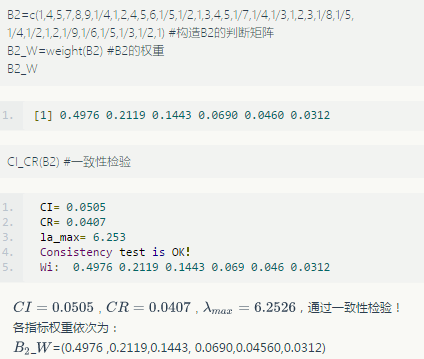 B2=c(1,4,5,7,8,9,1/4,1,2,4,5,6,1/5,1/2,1,3,4,5,1/7,1/4,1/3,1,2,3,1/8,1/5,
1/4,1/2,1,2,1/9,1/6,1/5,1/3,1/2,1) #构造B2的判断矩阵
B2_W=weight(B2) #B2的权重
B2_W
1. [1] 0.4976 0.2119 0.1443 0.0690 0.0460 0.0312
CI_CR(B2) #一致性检验
1. CI= 0.0505
2. CR= 0.0407
3. la_max= 6.253
4. Consistency test is OK!
5. Wi: 0.4976 0.2119 0.1443 0.069 0.046 0.0312
CI = 0.0505 , CR = 0.0407 , λmax = 6.2526 , 通过一致性检验！
各指标权重依次为：
B2_W=(0.4976 ,0.2119,0.1443, 0.0690,0.04560,0.0312)